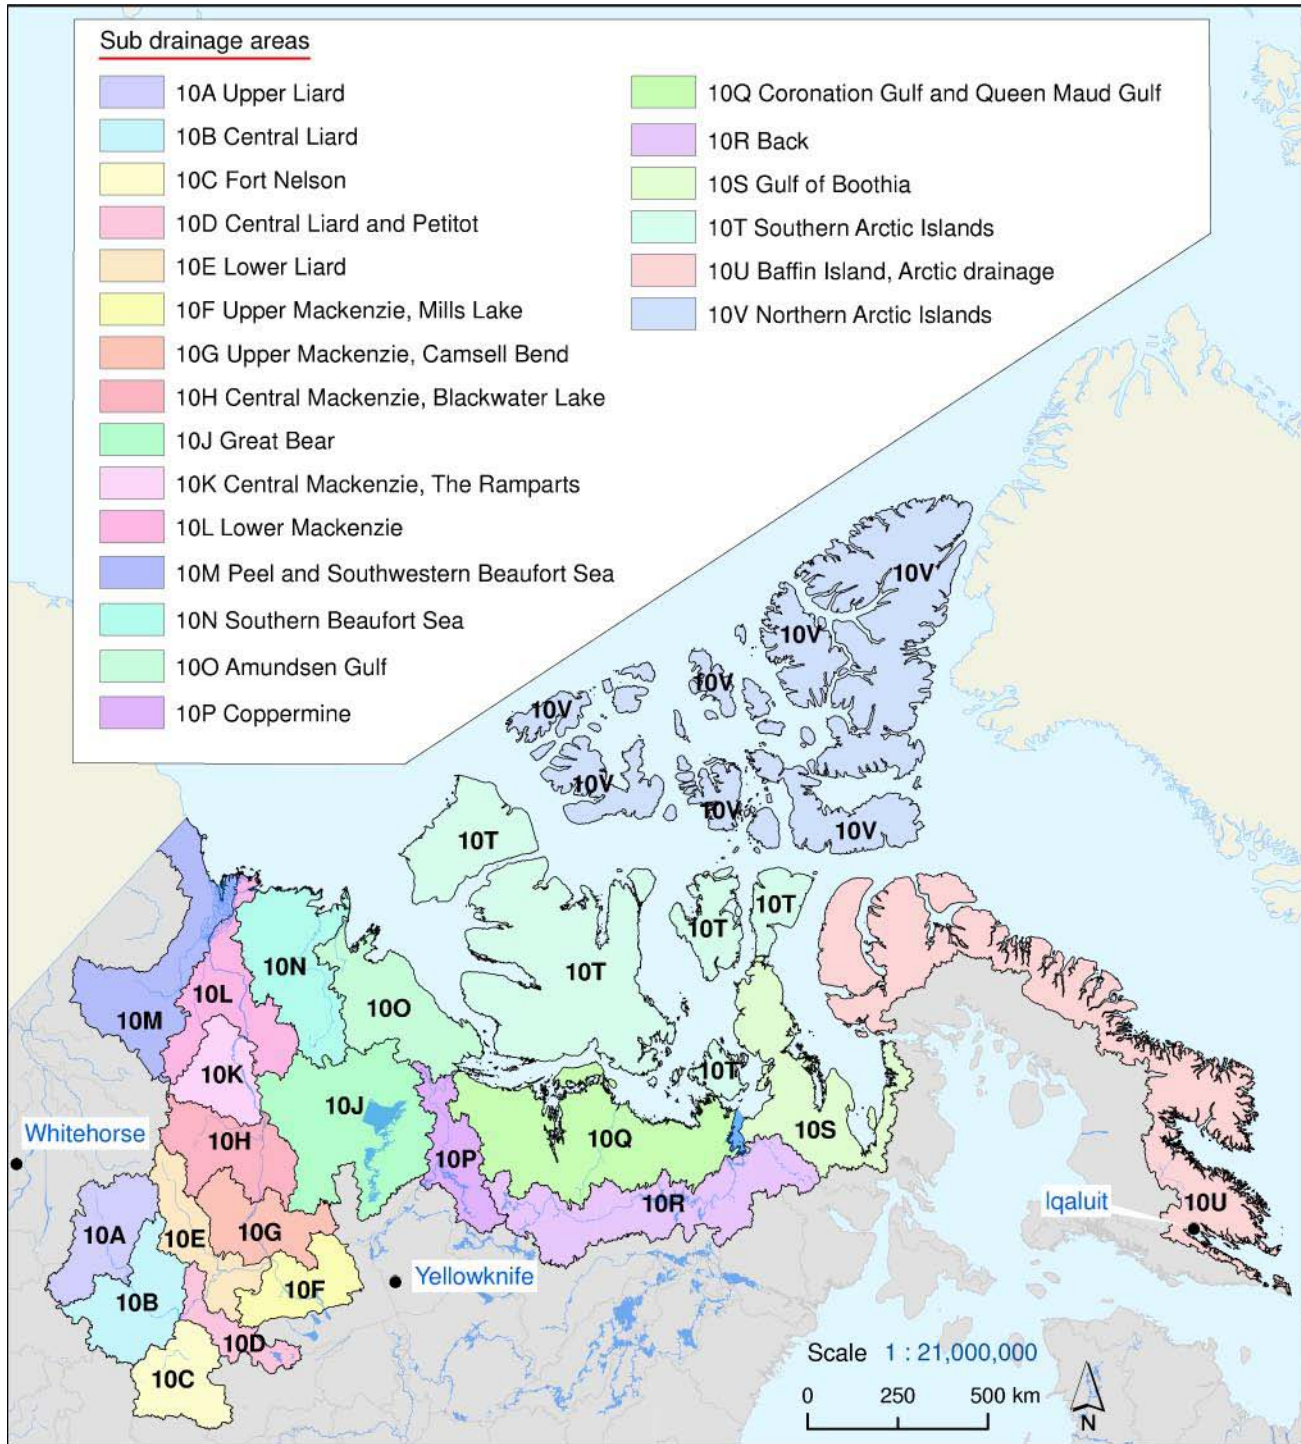 Sub drainage areas
10A Upper Liard
10B Central Liard
10C Fort Nelson
10D Central Liard and Petitot
10E Lower Liard
10F Upper Mackenzie, Mills Lake
10G Upper Mackenzie, Camsell Bend
10H Central Mackenzie, Blackwater Lake
10J Great Bear
10K Central Mackenzie, The Ramparts
10L Lower Mackenzie
10M Peel and Southwestern Beaufort Sea
10N Southern Beaufort Sea
10O Amundsen Gulf
10P Coppermine
10Q Coronation Gulf and Queen Maud Gulf
10R Back
10S Gulf of Boothia
10T Southern Arctic Islands
10U Baffin Island, Arctic drainage
10V Northern Arctic Islands
10V
10V
10V
10V
10V
10V
10V
10T
10T
10T
10T
10N
10L
10O
10M
10K
10T
10J
Whitehorse
10H
10Q
10S
10P
10R
10U
Iqaluit
10A
10E
10G
10F
Yellowknife
10B
10D
10C
Scale 1 : 21,000,000
0 250 500 km
N